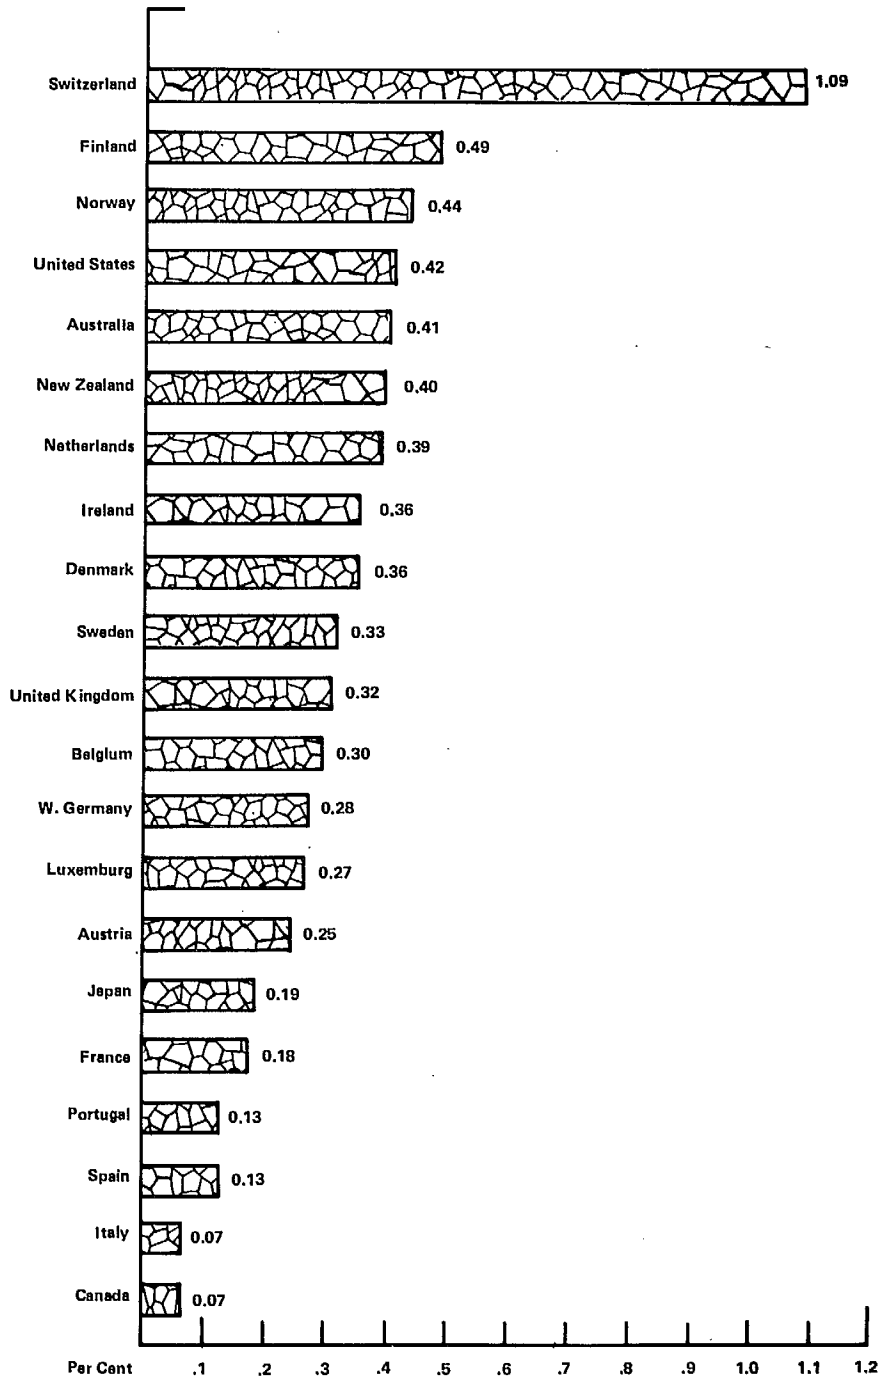 Switzerland 1.09
Finland 0.49
Norway 0.44
United States 0.42
Australia 0.41
New Zealand 0.40
Netherlands 0.39
Ireland 0.36
Denmark 0.36
Sweden 0.33
United Kingdom 0.32
Belgium 0.30
W. Germany 0.28
Luxemburg 0.27
Austria 0.25
Japan 0.19
France 0.18
Portugal 0.13
Spain 0.13
Italy 0.07
Canada 0.07
Per Cent .1 .2 .3 .4 .5 .6 .7 .8 .9 1.0 1.1 1.2